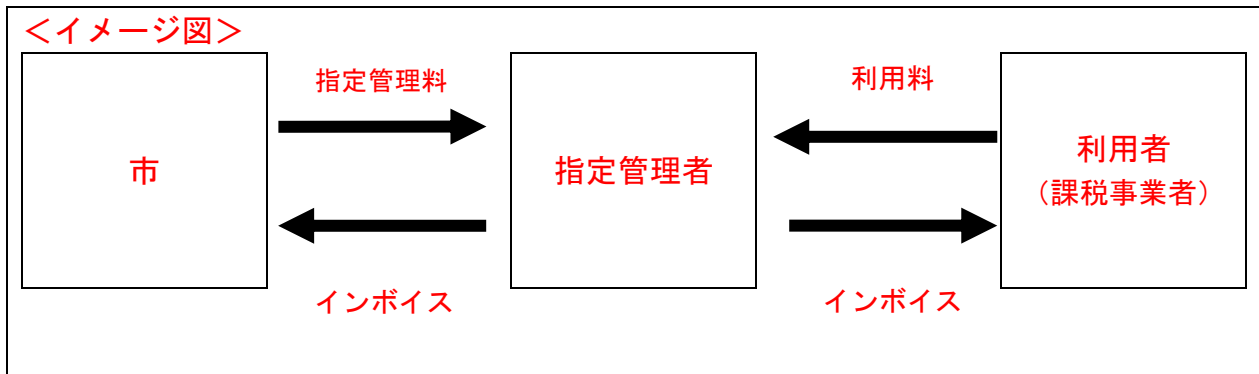 ＜イメージ図＞
指定管理料
利用料
市
指定管理者
利用者
（課税事業者）
インボイス
インボイス